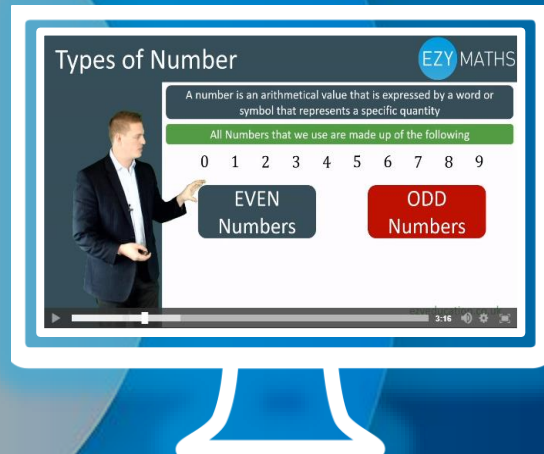 Types of Number
EZY MATHS
A number is an arithmetical value that is expressed by a word or
symbol that represents a specific quantity
All Numbers that we use are made up of the following
0 1 2 3 4 5 6 7 8 9
EVEN
Numbers
ODD
Numbers
3:16